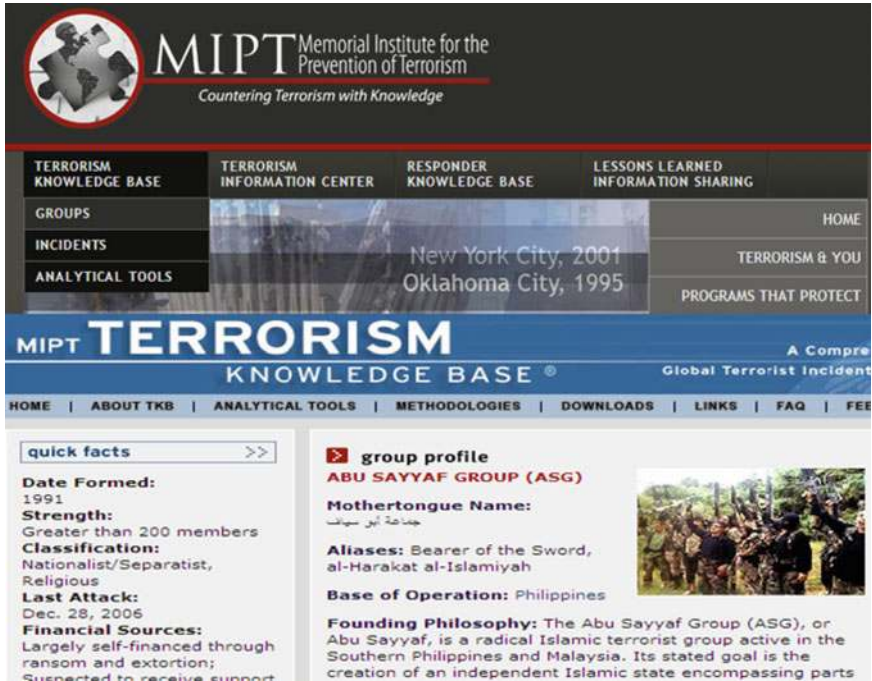 MIPT Memorial Institute for the
Prevention of Terrorism
Countering Terrorism with Knowledge
TERRORISM
KNOWLEDGE BASE
TERRORISM
INFORMATION CENTER
RESPONDER
KNOWLEDGE BASE
LESSONS LEARNED
INFORMATION SHARING
GROUPS
INCIDENTS
ANALYTICAL TOOLS
New York City, 2001
Oklahoma City, 1995
HOME
TERRORISM & YOU
PROGRAMS THAT PROTECT
MIPT TERRORISM
KNOWLEDGE BASE ®
A Compre
Global Terrorist Incident
HOME | ABOUT TKB | ANALYTICAL TOOLS | METHODOLOGIES | DOWNLOADS | LINKS | FAQ | FEE
quick facts >>
Date Formed:
1991
Strength:
Greater than 200 members
Classification:
Nationalist/Separatist,
Religious
Last Attack:
Dec. 28, 2006
Financial Sources:
Largely self-financed through
ransom and extortion;
Suspected to receive support
group profile
ABU SAYYAF GROUP (ASG)
Mothertongue Name:
جماعة أبو سياف
Aliases: Bearer of the Sword,
al-Harakat al-Islamiyah
Base of Operation: Philippines
Founding Philosophy: The Abu Sayyaf Group (ASG), or
Abu Sayyaf, is a radical Islamic terrorist group active in the
Southern Philippines and Malaysia. Its stated goal is the
creation of an independent Islamic state encompassing parts